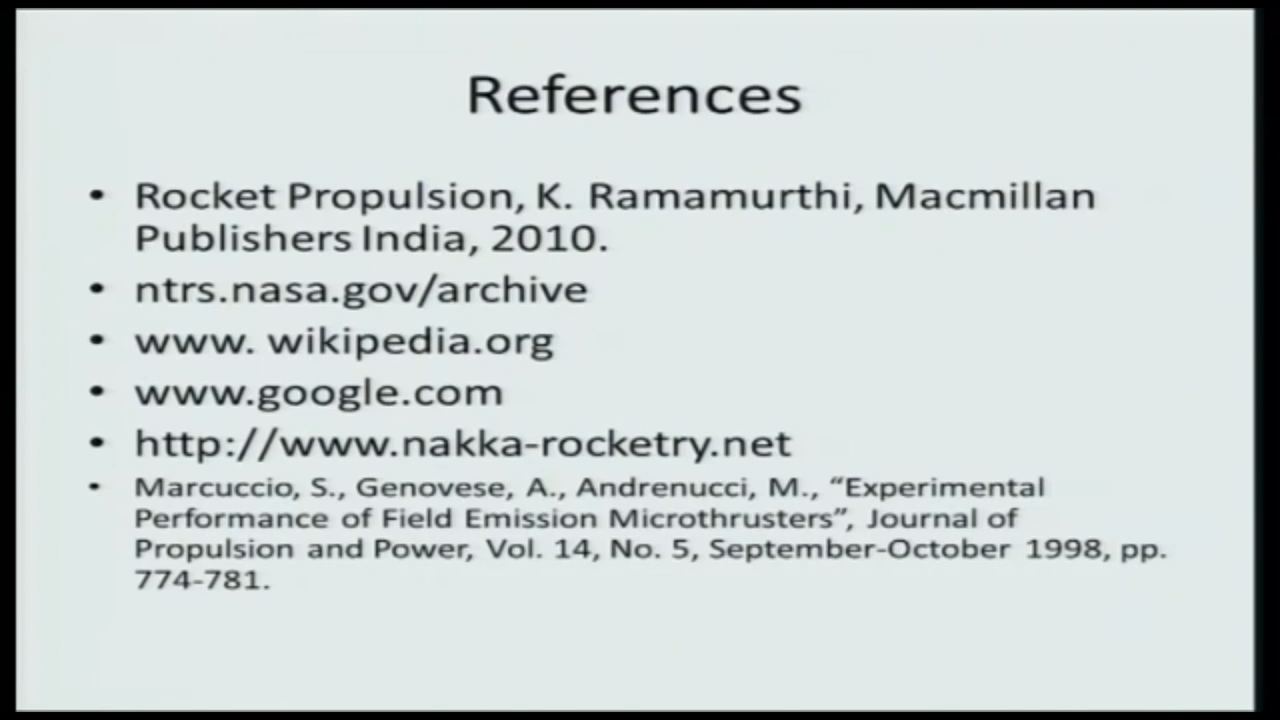 References
• Rocket Propulsion, K. Ramamurthi, Macmillan
Publishers India, 2010.
• ntrs.nasa.gov/archive
• www. wikipedia.org
• www.google.com
• http://www.nakka-rocketry.net
• Marcuccio, S., Genovese, A., Andrenucci, M., “Experimental
Performance of Field Emission Microthrusters”, Journal of
Propulsion and Power, Vol. 14, No. 5, September-October 1998, pp.
774-781.